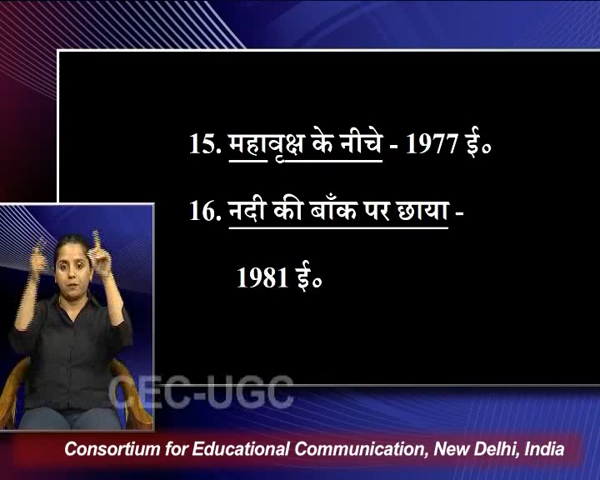 15. महावृक्ष के नीचे - 1977 ई०
16. नदी की बाँक पर छाया -
1981 ई०
CEC-UGC
Consortium for Educational Communication, New Delhi, India